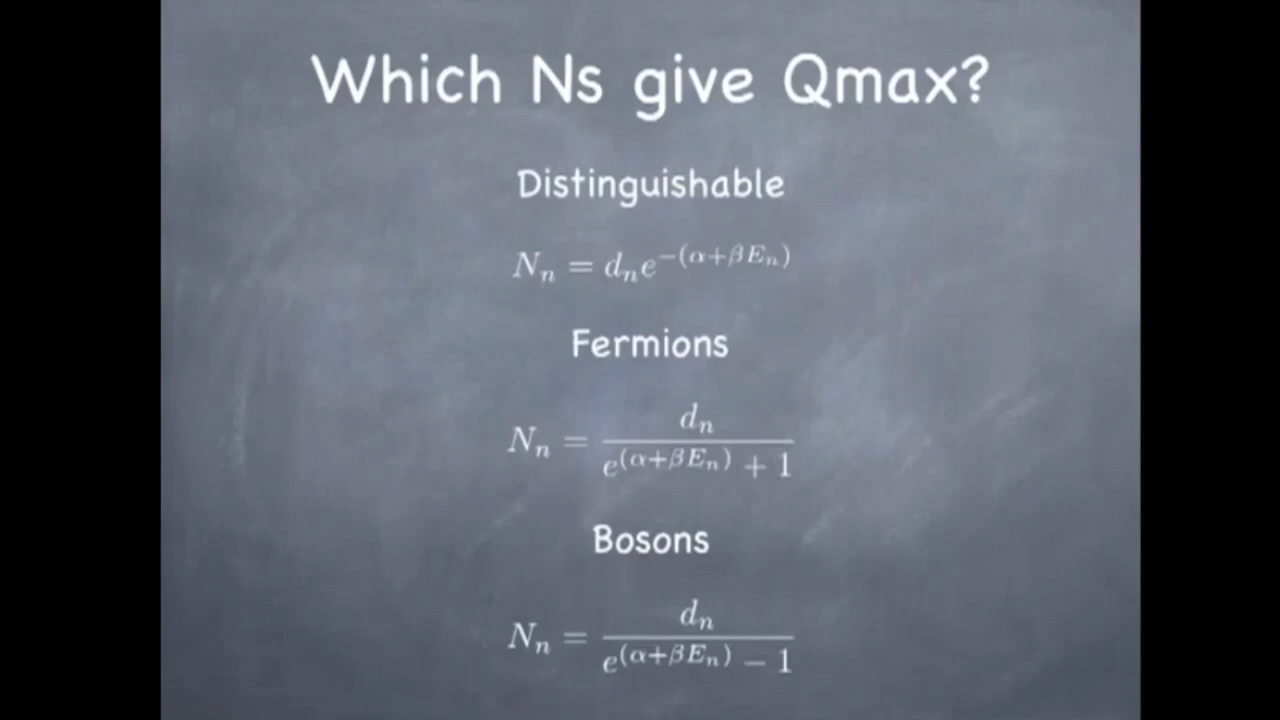 Which Ns give Qmax?
Distinguishable
$N_n = d_n e^{-(\alpha+\beta E_n)}$
Fermions
$N_n = \frac{d_n}{e^{(\alpha+\beta E_n)} + 1}$
Bosons
$N_n = \frac{d_n}{e^{(\alpha+\beta E_n)} - 1}$